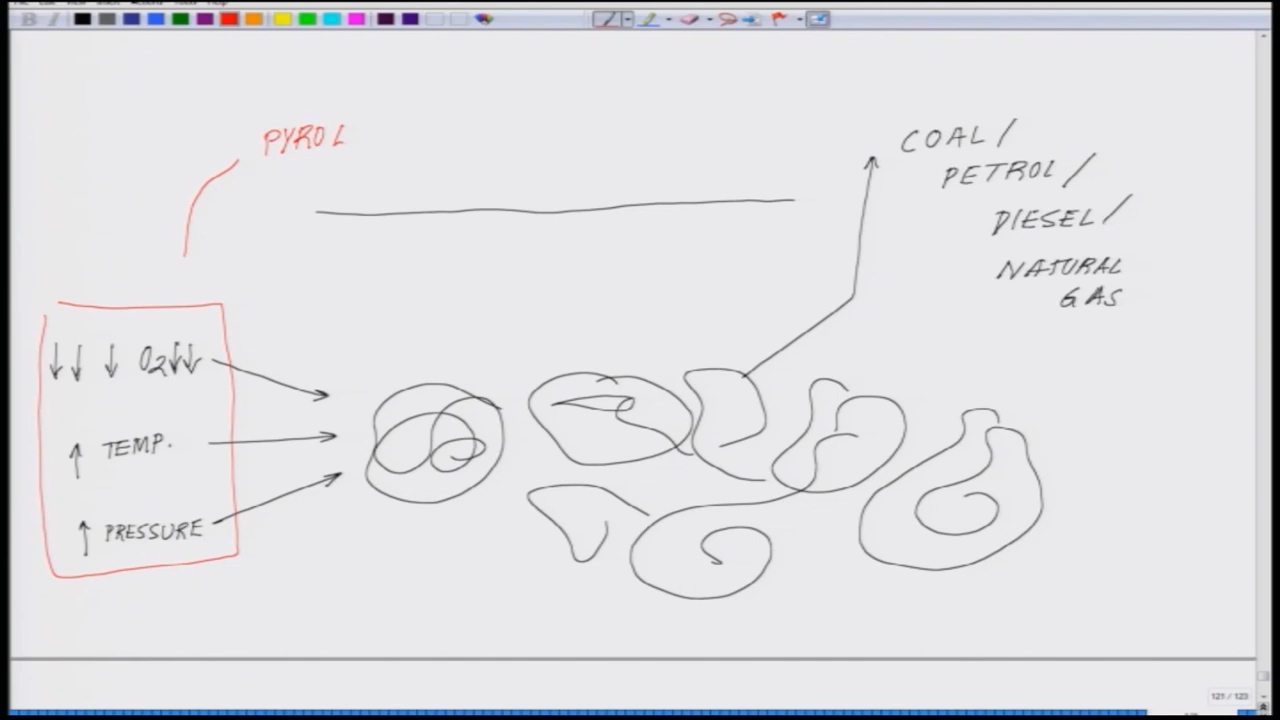 PYROL
COAL /
PETROL /
DIESEL /
NATURAL
GAS
↓ ↓ ↓ O2 ↓↓
↑ TEMP.
↑ PRESSURE
121 / 123